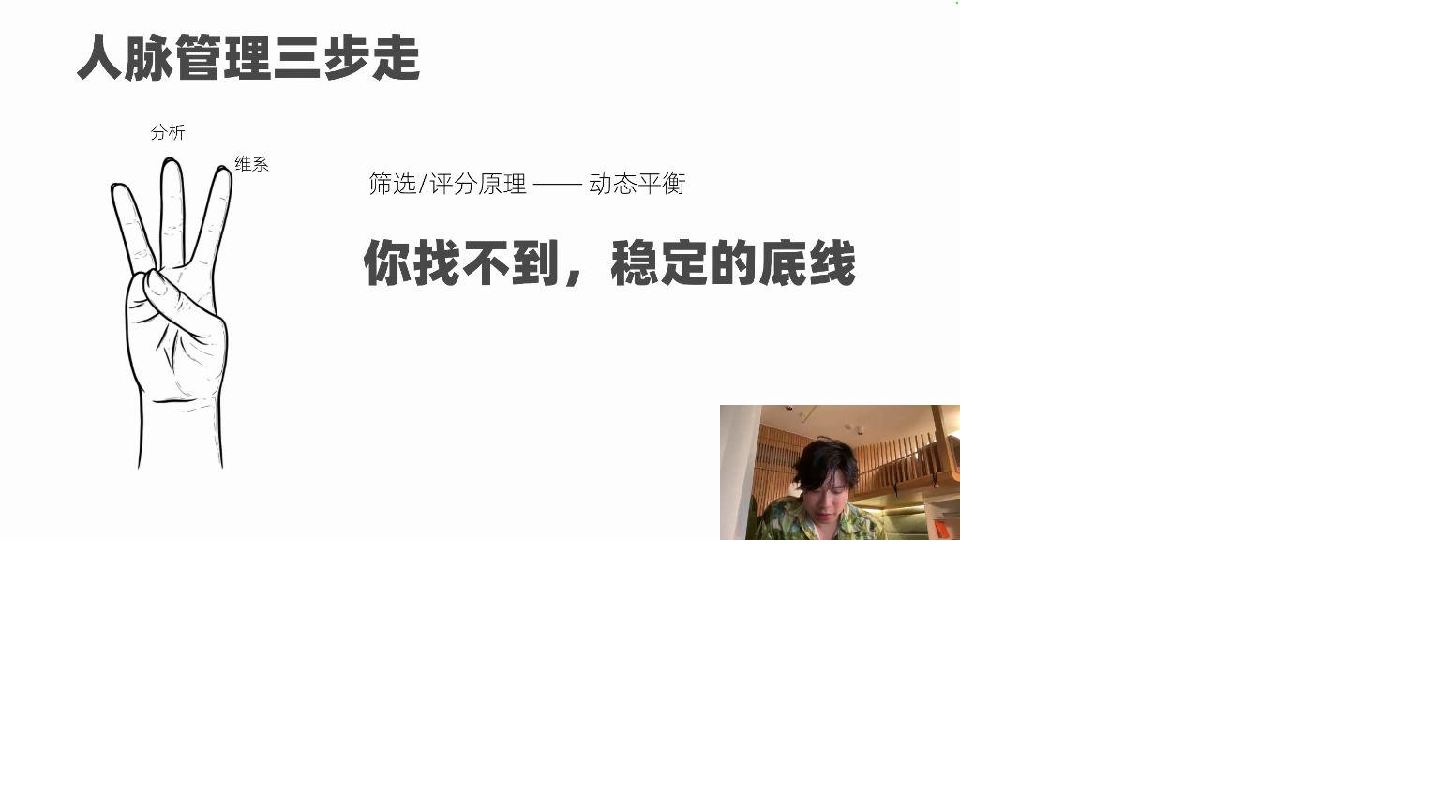 人脉管理三步走
分析
维系
筛选/评分原理 —— 动态平衡
你找不到，稳定的底线